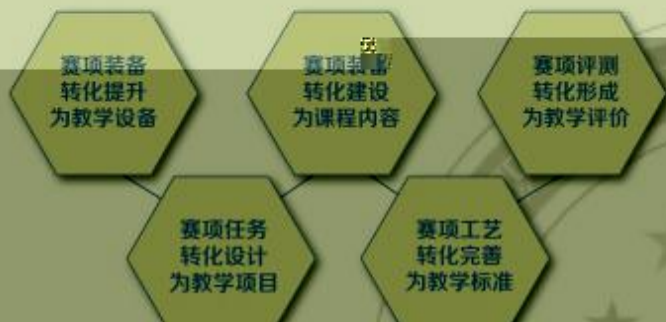 赛项装备
转化提升
为教学设备
赛项装备
转化建设
为课程内容
赛项评测
转化形成
为教学评价
赛项任务
转化设计
为教学项目
赛项工艺
转化完善
为教学标准